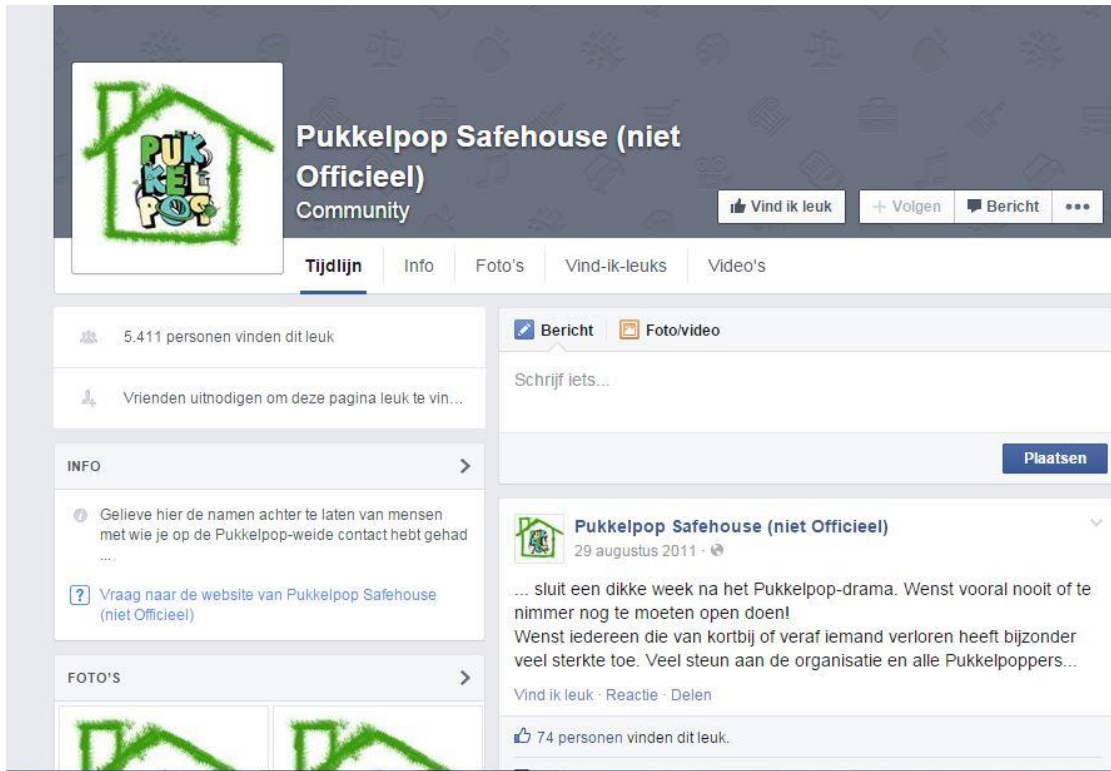 PUK
KEL
POP
Pukkelpop Safehouse (niet
Officieel)
Community
Vind ik leuk
+ Volgen
Bericht
Tijdlijn
Info
Foto's
Vind-ik-leuks
Video's
5.411 personen vinden dit leuk
Vrienden uitnodigen om deze pagina leuk te vin...
INFO
Gelieve hier de namen achter te laten van mensen
met wie je op de Pukkelpop-weide contact hebt gehad
...
? Vraag naar de website van Pukkelpop Safehouse
(niet Officieel)
FOTO'S
Bericht
Foto/video
Schrijf iets...
Plaatsen
Pukkelpop Safehouse (niet Officieel)
29 augustus 2011 ·
... sluit een dikke week na het Pukkelpop-drama. Wenst vooral nooit of te
nimmer nog te moeten open doen!
Wenst iedereen die van kortbij of veraf iemand verloren heeft bijzonder
veel sterkte toe. Veel steun aan de organisatie en alle Pukkelpoppers...
Vind ik leuk · Reactie · Delen
74 personen vinden dit leuk.